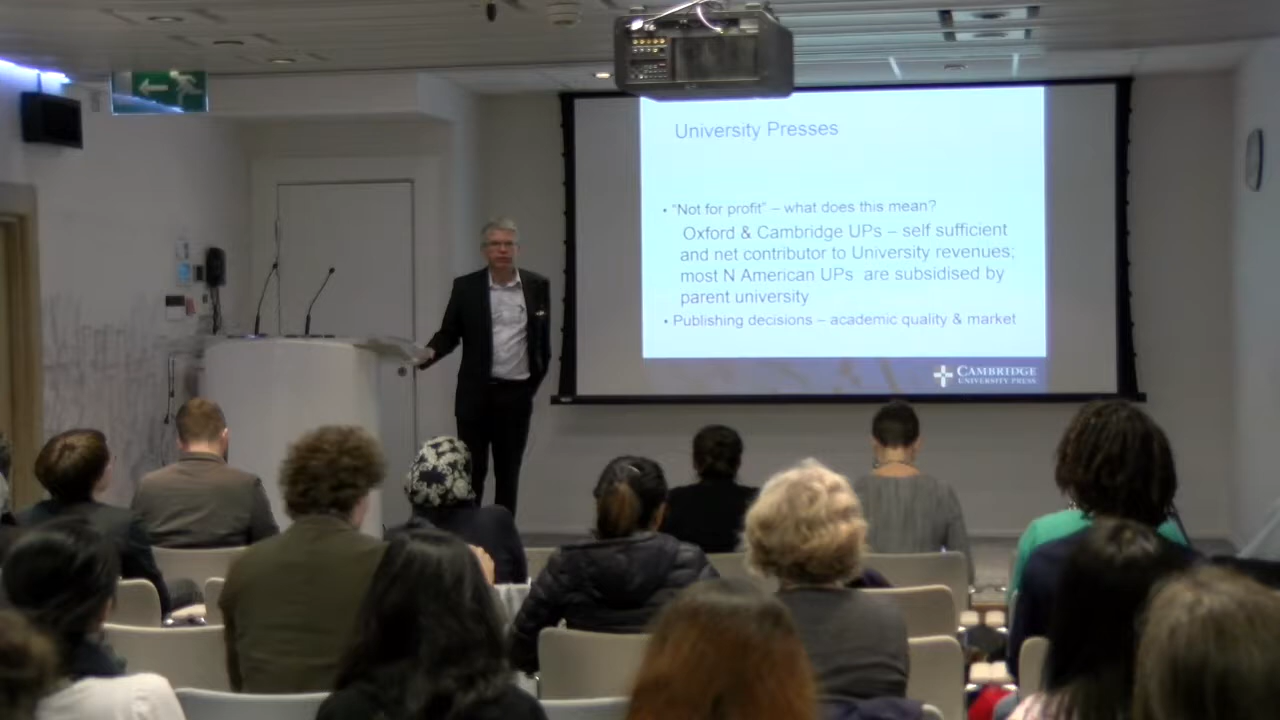 University Presses
• "Not for profit" – what does this mean?
Oxford & Cambridge UPs – self sufficient
and net contributor to University revenues;
most N American UPs are subsidised by
parent university
• Publishing decisions – academic quality & market
CAMBRIDGE
UNIVERSITY PRESS